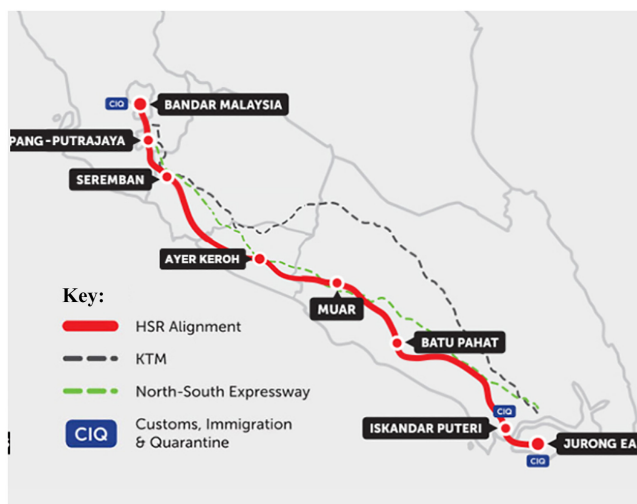 CIQ
BANDAR MALAYSIA
PANG-PUTRAJAYA
SEREMBAN
AYER KEROH
MUAR
BATU PAHAT
CIQ
ISKANDAR PUTERI
JURONG EA
CIQ
Key:
HSR Alignment
KTM
North-South Expressway
CIQ
Customs, Immigration
& Quarantine